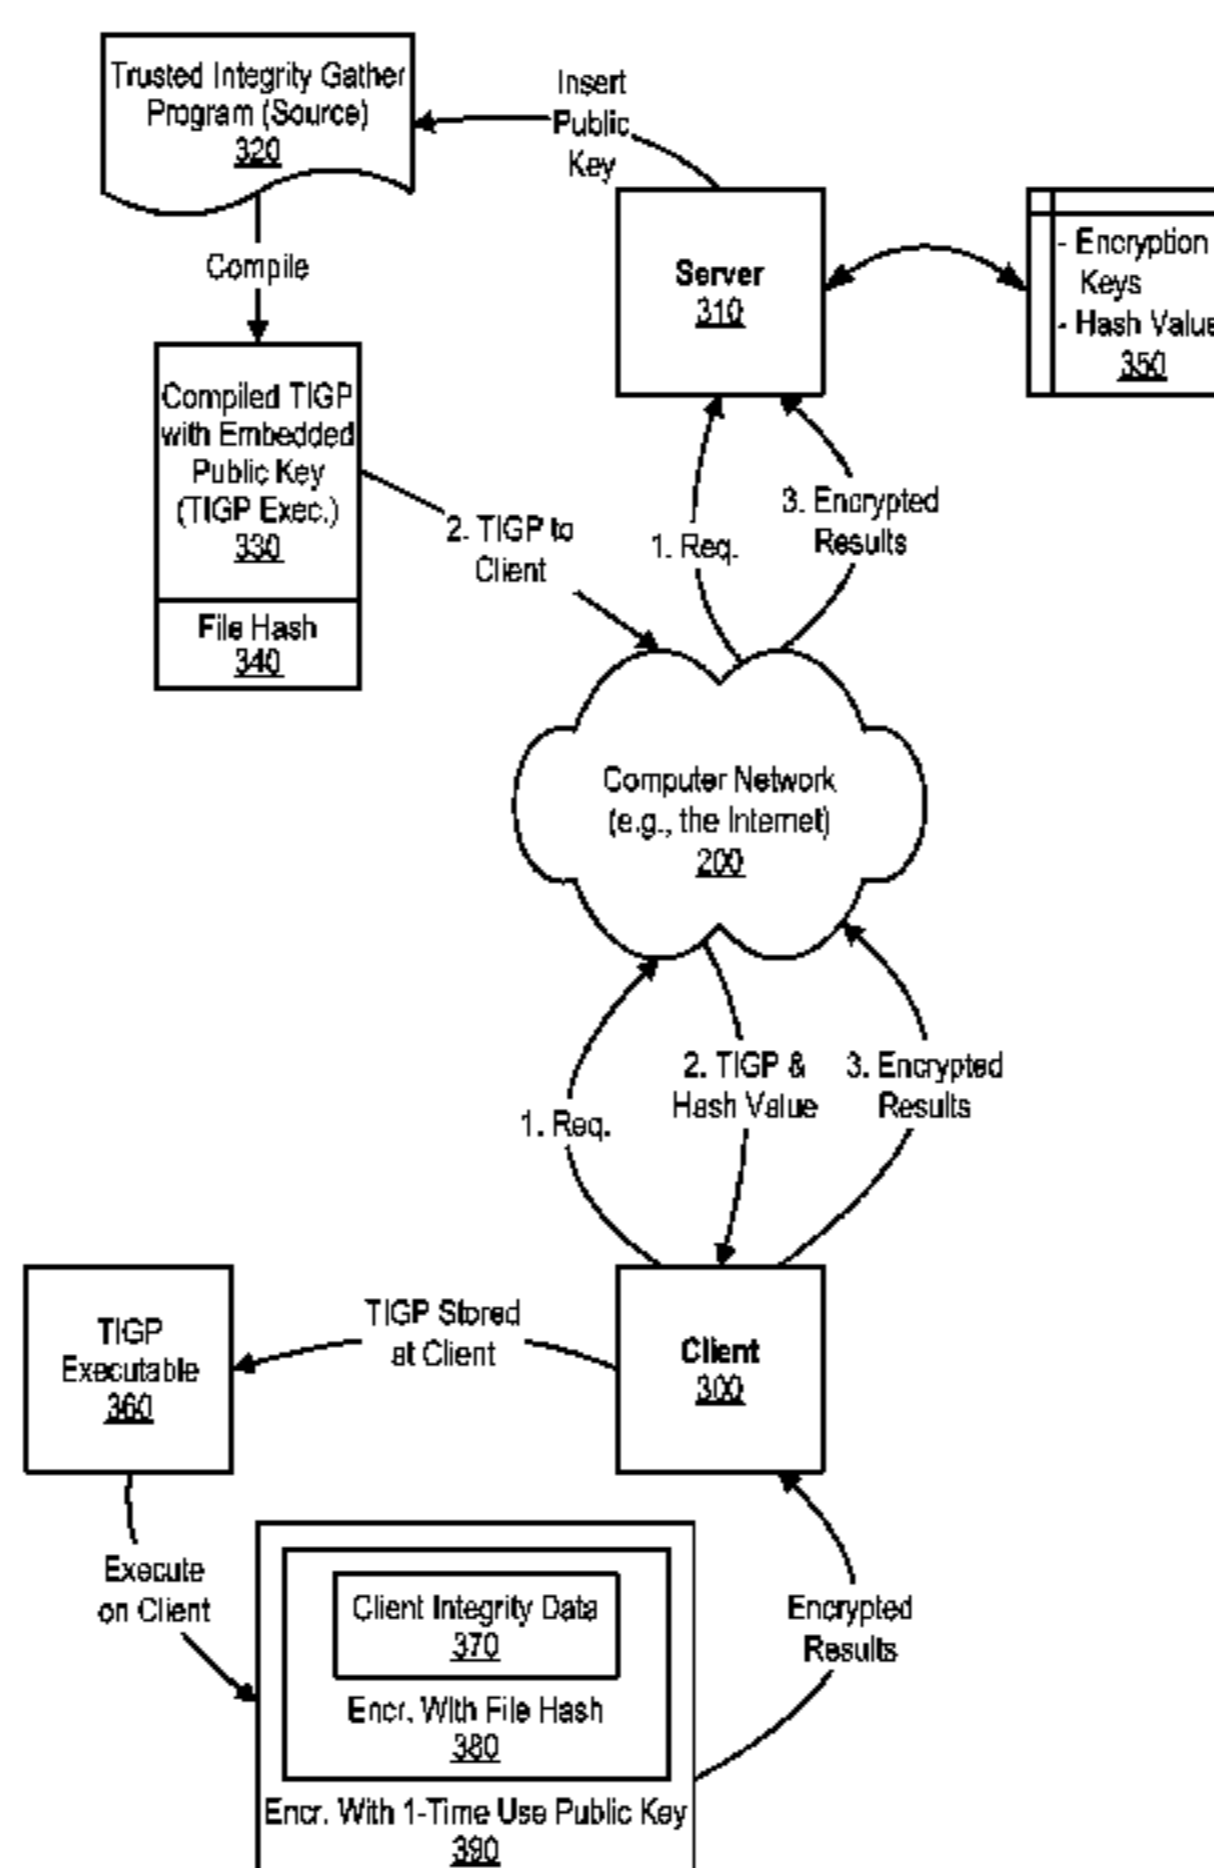 Trusted Integrity Gather
Program (Source)
320
Insert
Public
Key
Compile
Server
310
- Encryption
Keys
- Hash Value
350
Compiled TIGP
with Embedded
Public Key
(TIGP Exec.)
330
File Hash
340
2. TIGP to
Client
1. Req.
3. Encrypted
Results
Computer Network
(e.g., the Internet)
200
1. Req.
2. TIGP &
Hash Value
3. Encrypted
Results
TIGP
Executable
360
TIGP Stored
at Client
Client
300
Execute
on Client
Client Integrity Data
370
Encr. With File Hash
380
Encr. With 1-Time Use Public Key
390
Encrypted
Results